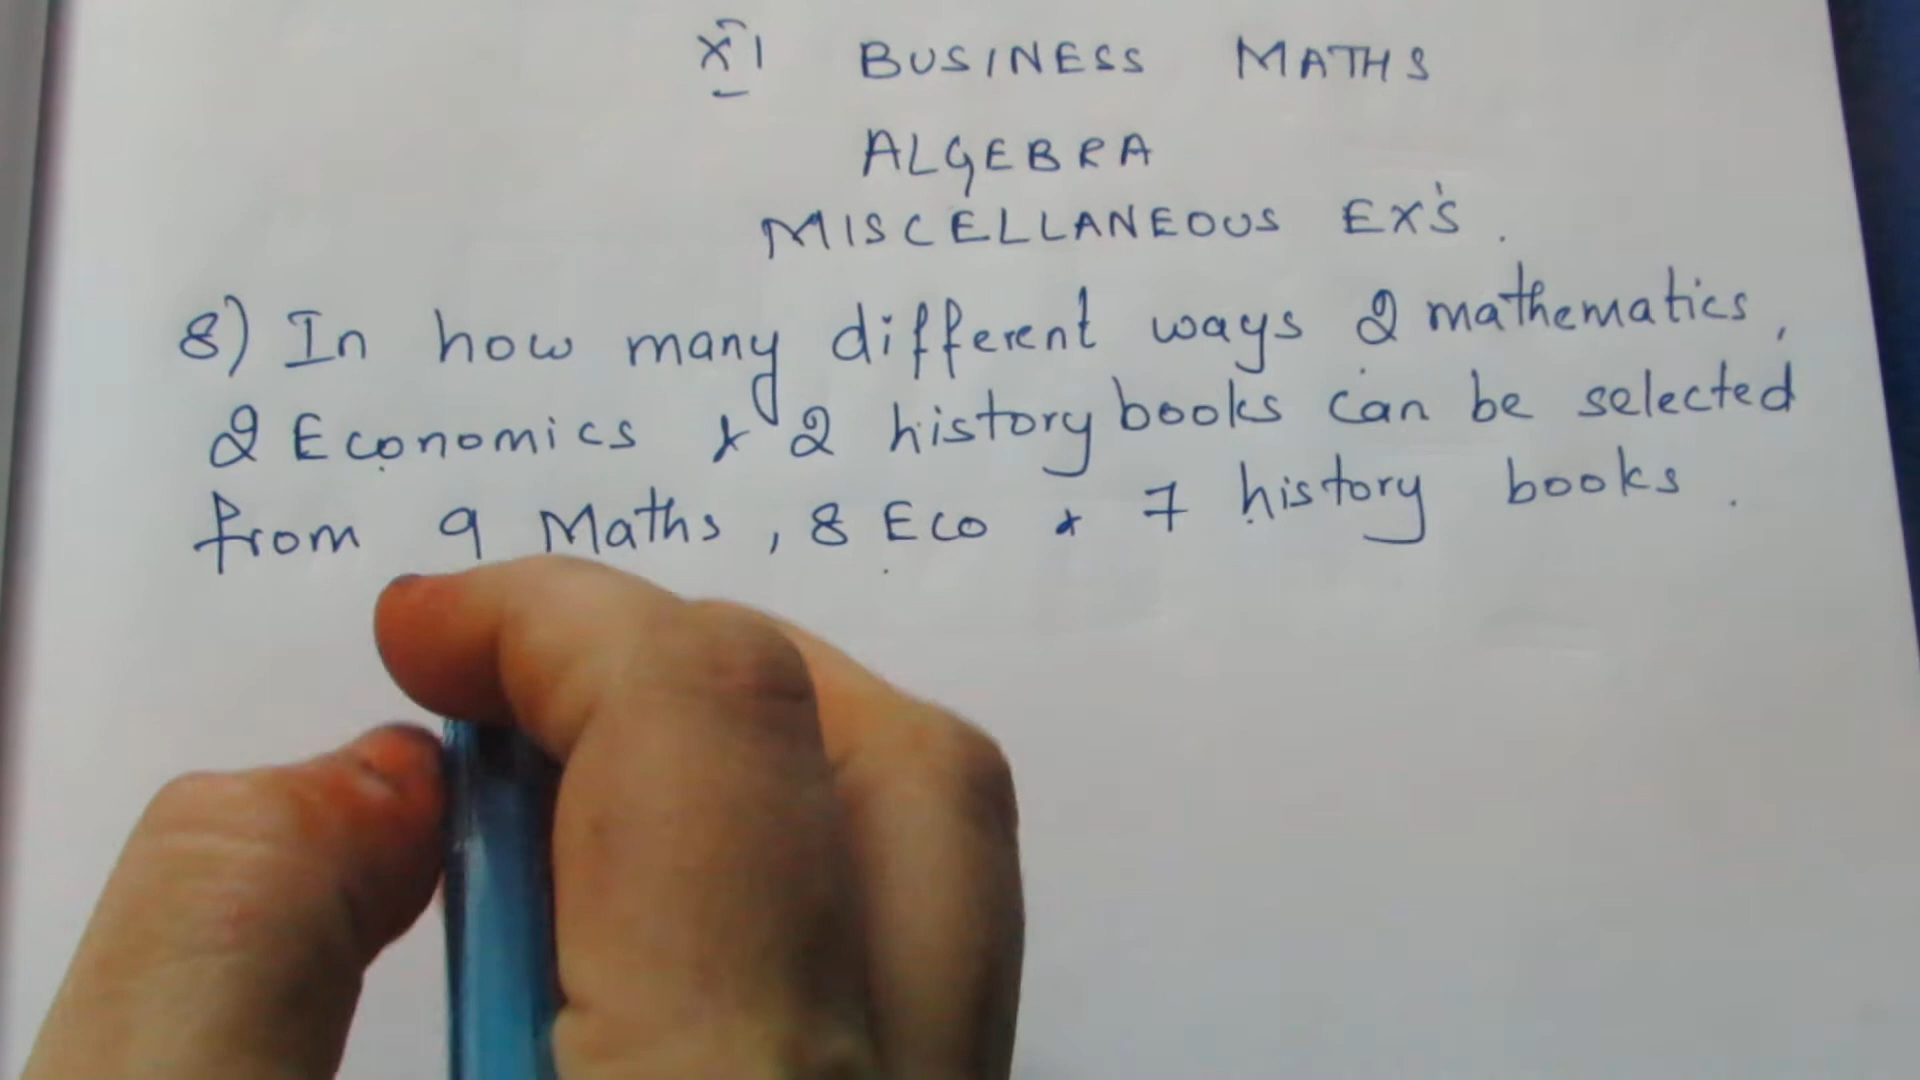 XI BUSINESS MATHS
ALGEBRA
MISCELLANEOUS EX'S.
8) In how many different ways 2 mathematics,
2 Economics & 2 history books can be selected
from 9 Maths, 8 Eco & 7 history books.